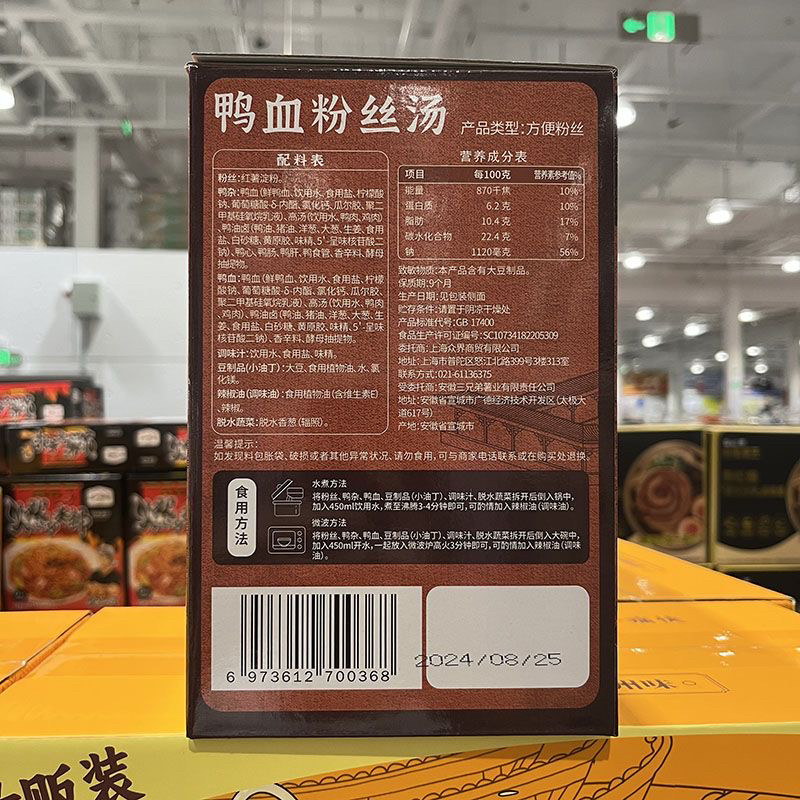 鸭血粉丝汤 产品类型:方便粉丝
配料表
粉丝:红薯淀粉。
鸭杂:鸭血(鲜鸭血、饮用水、食用盐、柠檬酸
钠、葡萄糖酸-δ-内酯、氯化钙、瓜尔胶、聚二
甲基硅氧烷乳液)、高汤(饮用水、鸭肉、鸡肉)
、鸭油卤(鸭油、猪油、洋葱、大葱、生姜、食用
盐、白砂糖、黄原胶、味精、5'-呈味核苷酸二
钠)、鸭心、鸭肠、鸭肝、鸭食管、香辛料、酵母
抽提物。
鸭血:鸭血(鲜鸭血、饮用水、食用盐、柠檬
酸钠、葡萄糖酸-δ-内酯、氯化钙、瓜尔胶、
聚二甲基硅氧烷乳液)、高汤(饮用水、鸭肉
、鸡肉)、鸭油卤(鸭油、猪油、洋葱、大葱、生
姜、食用盐、白砂糖、黄原胶、味精、5'-呈味
核苷酸二钠)、香辛料、酵母抽提物。
调味汁:饮用水、食用盐、味精。
豆制品(小油丁):大豆、食用植物油、水、氯
化镁。
辣椒油(调味油):食用植物油(含维生素E)
、辣椒。
脱水蔬菜:脱水香葱(辐照)。
营养成分表
项目 每100克 营养素参考值%
能量 870千焦 10%
蛋白质 6.2克 10%
脂肪 10.4克 17%
碳水化合物 22.4克 7%
钠 1120毫克 56%
致敏物质:本产品含有大豆制品。
保质期:9个月
生产日期:见包装侧面
贮存条件:请置于阴凉干燥处
产品标准代号:GB 17400
食品生产许可证编号:SC10734182205309
委托商:上海众界商贸有限公司
地址:上海市普陀区怒江北路399号3楼313室
联系方式:021-61136375
受委托商:安徽三兄弟薯业有限责任公司
地址:安徽省宣城市广德经济技术开发区(太极大
道617号)
产地:安徽省宣城市
温馨提示:
如发现料包胀袋、破损或者其他异常状况,请勿食用,可与商家电话联系或在购买处退换。
食用方法
水煮方法
将粉丝、鸭杂、鸭血、豆制品(小油丁)、调味汁、脱水蔬菜拆开后倒入锅中,
加入450ml饮用水,煮至沸腾3-4分钟即可,可酌情加入辣椒油(调味油)。
微波方法
将粉丝、鸭杂、鸭血、豆制品(小油丁)、调味汁、脱水蔬菜拆开后倒入大碗中,
加入450ml开水,一起放入微波炉高火3分钟即可,可酌情加入辣椒油(调味
油)。
6 973612 700368
2024/08/25
贩装